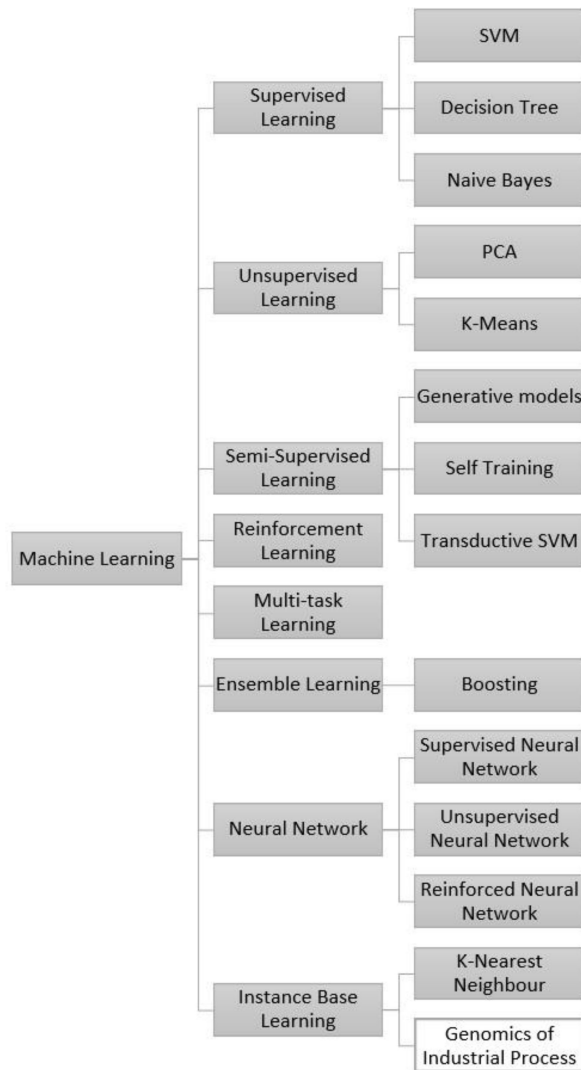 SVM
Supervised
Learning
Decision Tree
Naive Bayes
PCA
Unsupervised
Learning
K-Means
Generative models
Semi-Supervised
Learning
Self Training
Transductive SVM
Reinforcement
Learning
Machine Learning
Multi-task
Learning
Ensemble Learning
Boosting
Supervised Neural
Network
Neural Network
Unsupervised
Neural Network
Reinforced Neural
Network
K-Nearest
Neighbour
Instance Base
Learning
Genomics of
Industrial Process